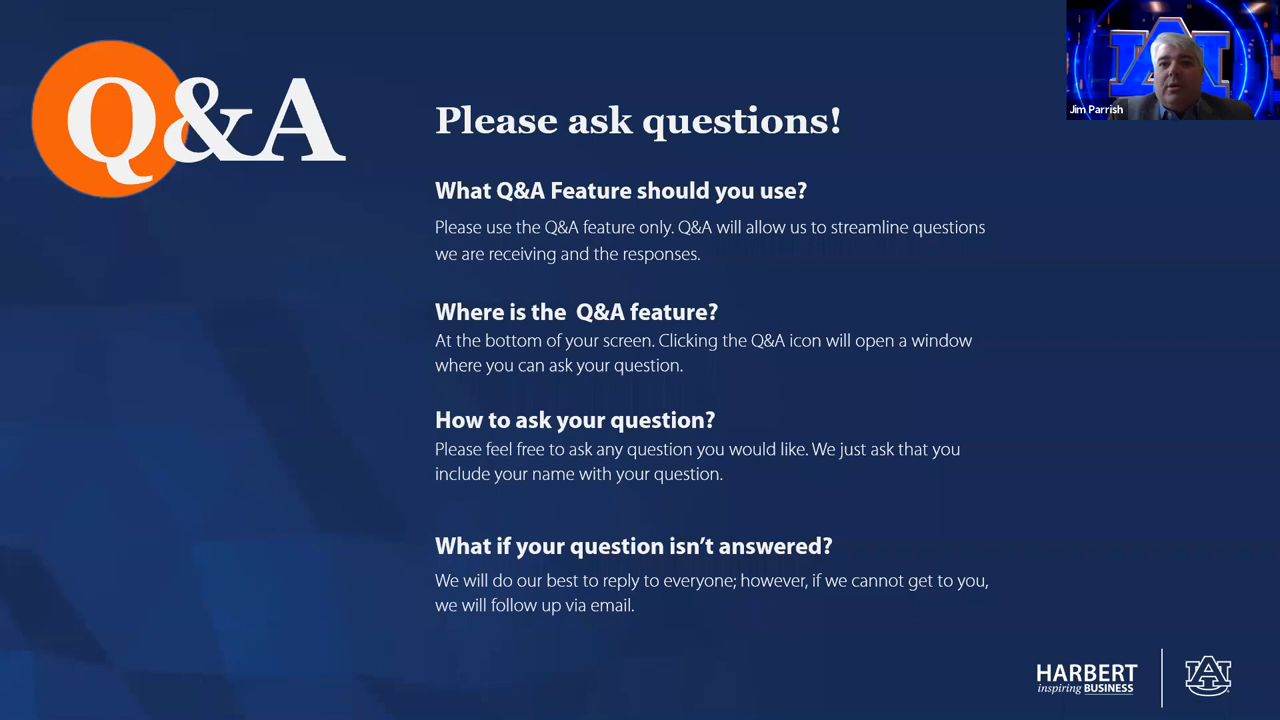 Q&A
Please ask questions!
What Q&A Feature should you use?
Please use the Q&A feature only. Q&A will allow us to streamline questions
we are receiving and the responses.
Where is the Q&A feature?
At the bottom of your screen. Clicking the Q&A icon will open a window
where you can ask your question.
How to ask your question?
Please feel free to ask any question you would like. We just ask that you
include your name with your question.
What if your question isn’t answered?
We will do our best to reply to everyone; however, if we cannot get to you,
we will follow up via email.
Jim Parrish
HARBERT
inspiring BUSINESS
AU